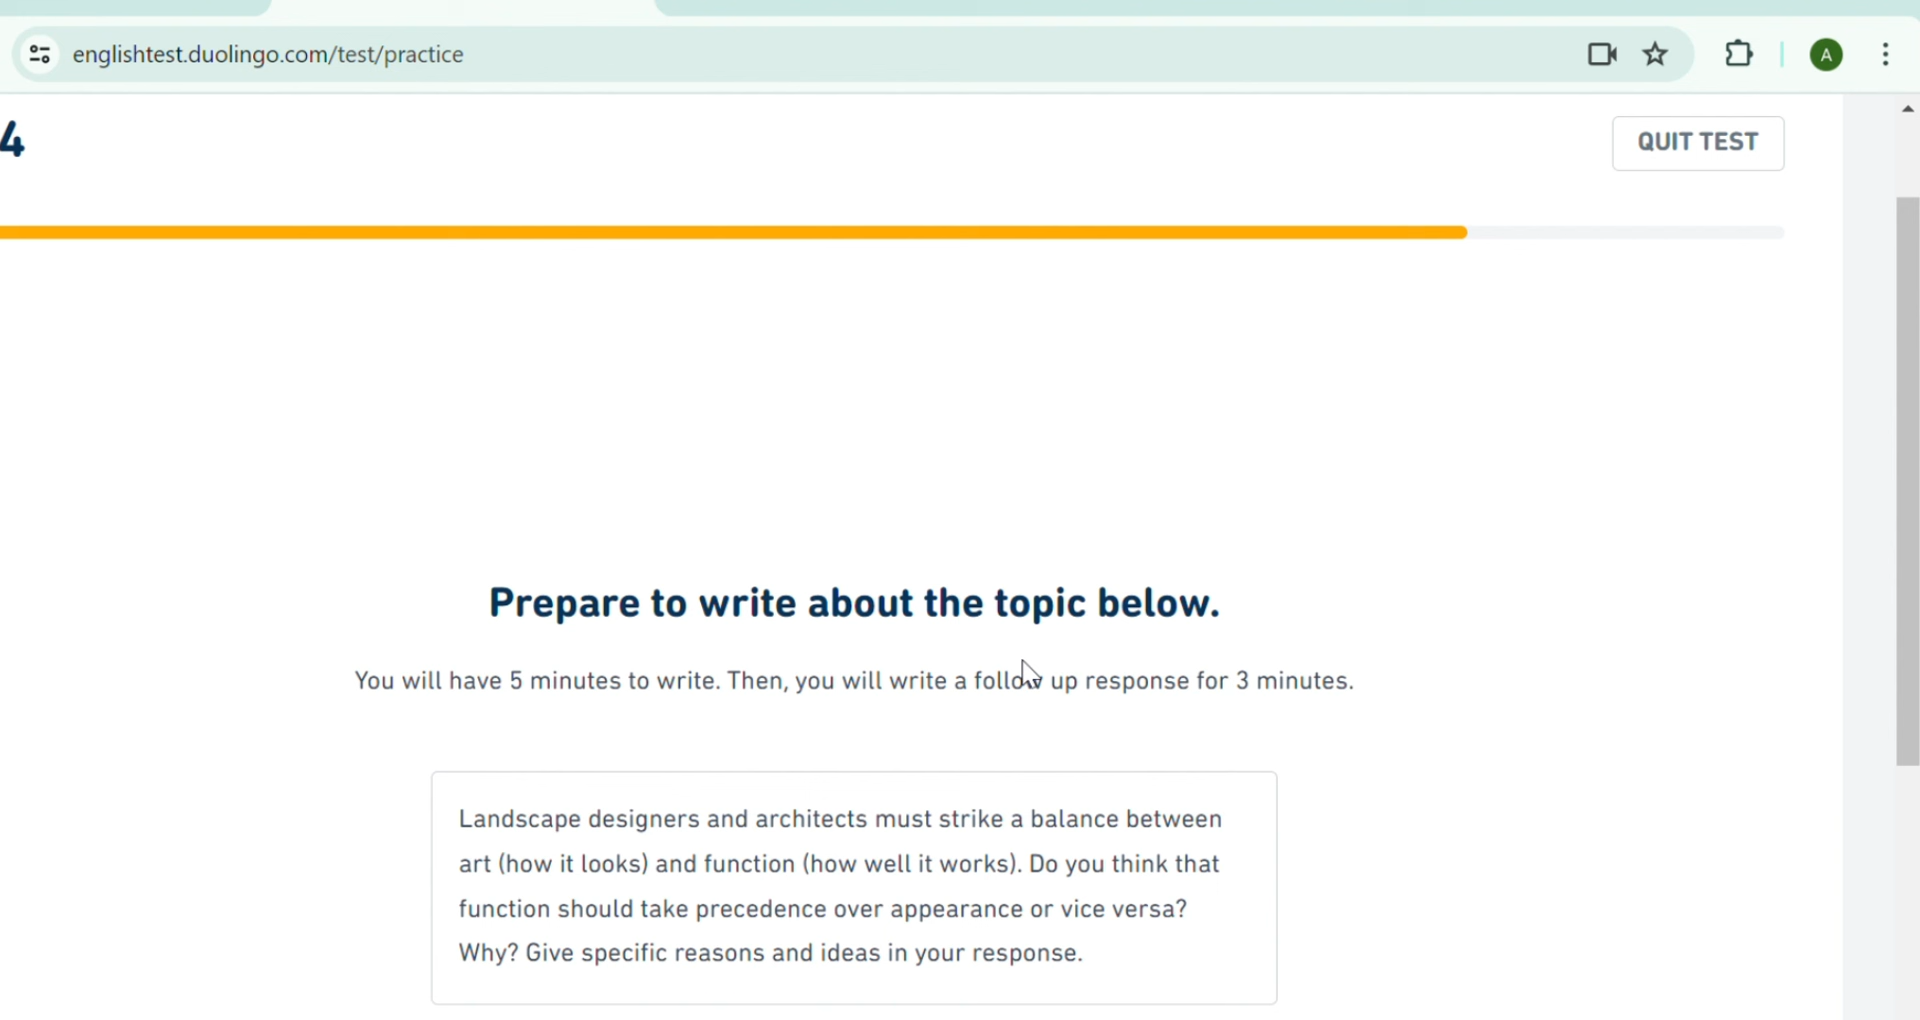 englishtest.duolingo.com/test/practice
A
4
QUIT TEST
Prepare to write about the topic below.
You will have 5 minutes to write. Then, you will write a follow up response for 3 minutes.
Landscape designers and architects must strike a balance between
art (how it looks) and function (how well it works). Do you think that
function should take precedence over appearance or vice versa?
Why? Give specific reasons and ideas in your response.